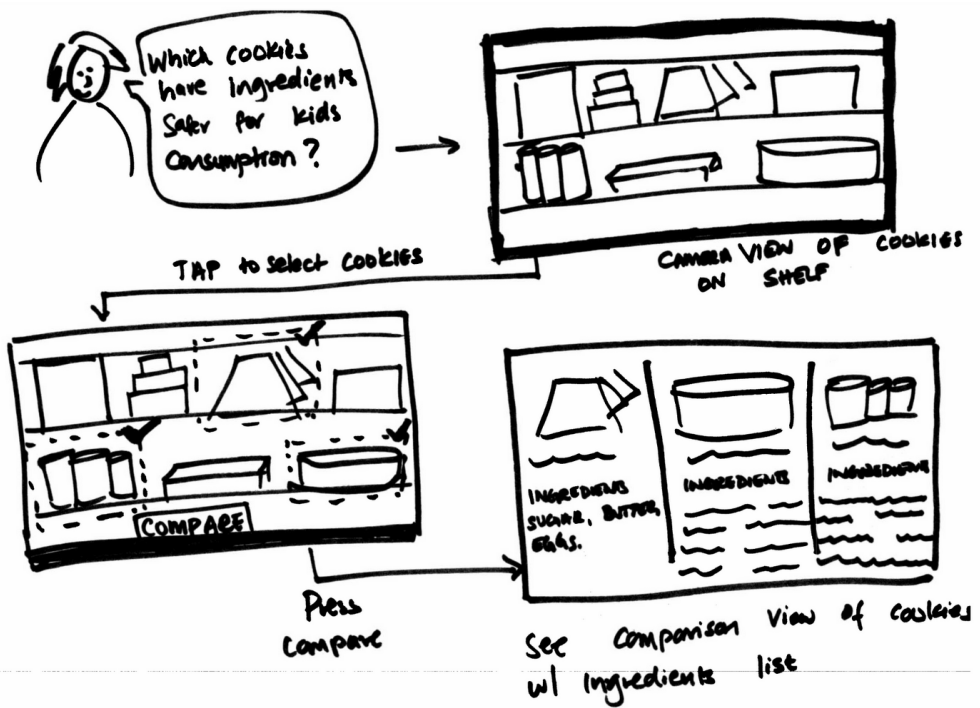 Which cookies
have ingredients
safer for kids
consumption?
CAMERA VIEW OF COOKIES
ON SHELF
TAP to select cookies
COMPARE
Press
compare
INGREDIENTS
SUGAR, BUTTER,
EGGS.
INGREDIENTS
INGREDIENTS
See comparison view of cookies
w/ ingredients list